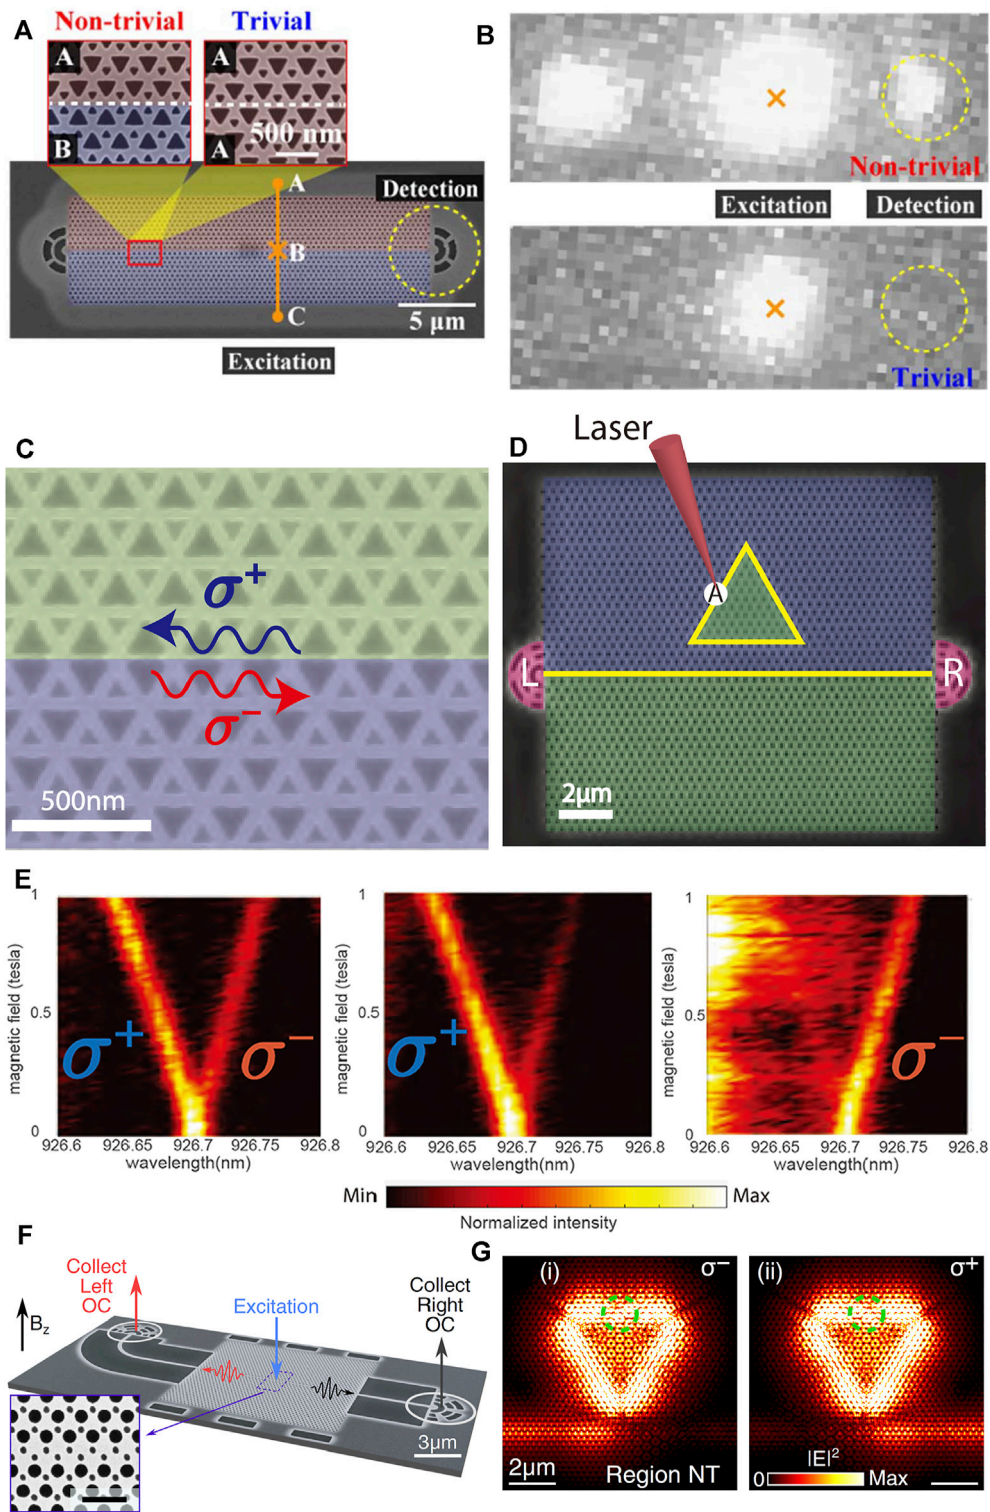 A
Non-trivial
Trivial
A
A
B
A
500 nm
A
B
C
Detection
5 μm
Excitation
B
Non-trivial
Excitation
Detection
Trivial
C
σ+
σ−
500nm
D
Laser
A
L
R
2μm
E
magnetic field (tesla)
1
0.5
0
σ+
σ−
926.6
926.65
926.7
926.75
926.8
wavelength(nm)
magnetic field (tesla)
1
0.5
0
σ+
926.6
926.65
926.7
926.75
926.8
wavelength(nm)
magnetic field (tesla)
1
0.5
0
σ−
926.6
926.65
926.7
926.75
926.8
wavelength(nm)
Min
Max
Normalized intensity
F
Collect
Left
OC
Bz
Excitation
Collect
Right
OC
3μm
G
(i)
σ−
2μm
Region NT
(ii)
σ+
|E|2
0
Max